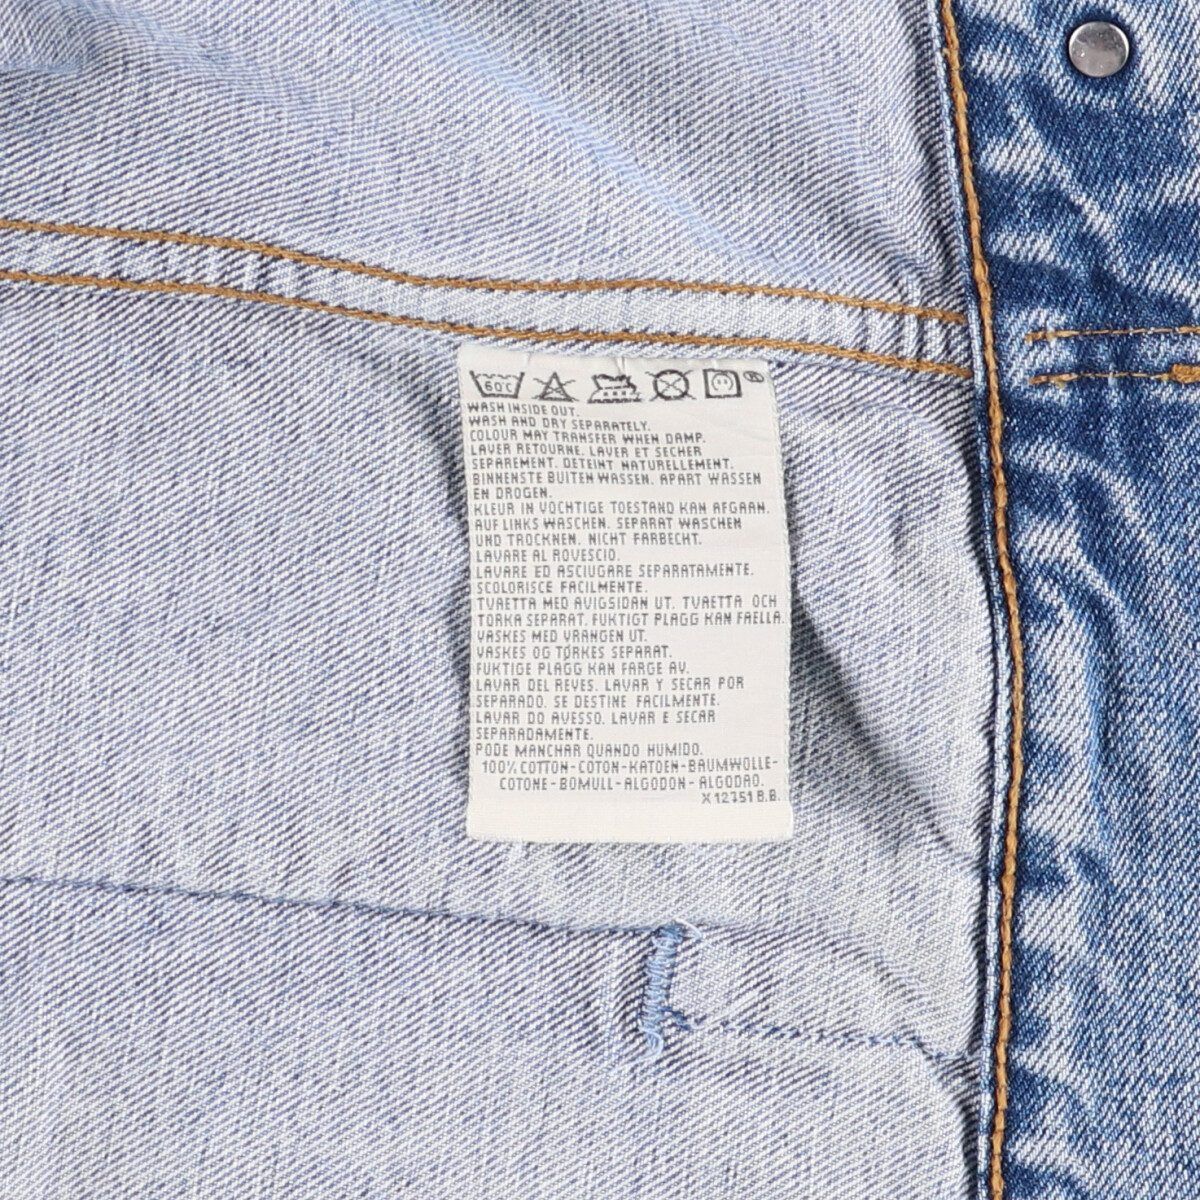 60°C ®
WASH INSIDE OUT.
WASH AND DRY SEPARATELY.
COLOUR MAY TRANSFER WHEN DAMP.
LAVER RETOURNE. LAVER ET SECHER
SEPAREMENT. DETEINT NATURELLEMENT.
BINNENSTE BUITEN WASSEN. APART WASSEN
EN DROGEN.
KLEUR IN VOCHTIGE TOESTAND KAN AFGAAN.
AUF LINKS WASCHEN. SEPARAT WASCHEN
UND TROCKNEN. NICHT FARBECHT.
LAVARE AL ROVESCIO.
LAVARE ED ASCIUGARE SEPARATAMENTE.
SCOLORISCE FACILMENTE.
TVAETTA MED AVIGSIDAN UT. TVAETTA OCH
TORKA SEPARAT. FUKTIGT PLAGG KAN FAELLA.
VASKES MED VRANGEN UT.
VASKES OG TØRKES SEPARAT.
FUKTIGE PLAGG KAN FARGE AV.
LAVAR DEL REVES. LAVAR Y SECAR POR
SEPARADO. SE DESTINE FACILMENTE.
LAVAR DO AVESSO. LAVAR E SECAR
SEPARADAMENTE.
PODE MANCHAR QUANDO HUMIDO.
100% COTTON-COTON-KATOEN-BAUMWOLLE-
COTONE-BOMULL-ALGODON-ALGODAO.
X12751 B.B.